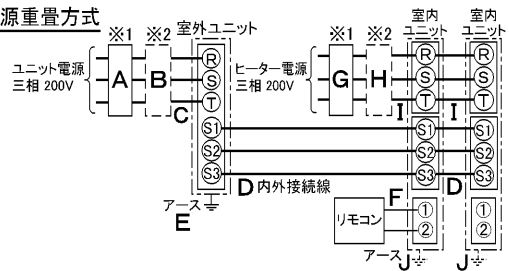 源重畳方式
※1 ※2 室外ユニット
ユニット電源
三相 200V
A B
R
S
T
C
S1
S2
S3
D 内外接続線
アース
E
※1 ※2
ヒーター電源
三相 200V
G H
室内
ユニット
室内
ユニット
R R
S S
T T
I I
S1 S1
S2 S2
S3 S3
D
F
リモコン
① ①
② ②
アース J J